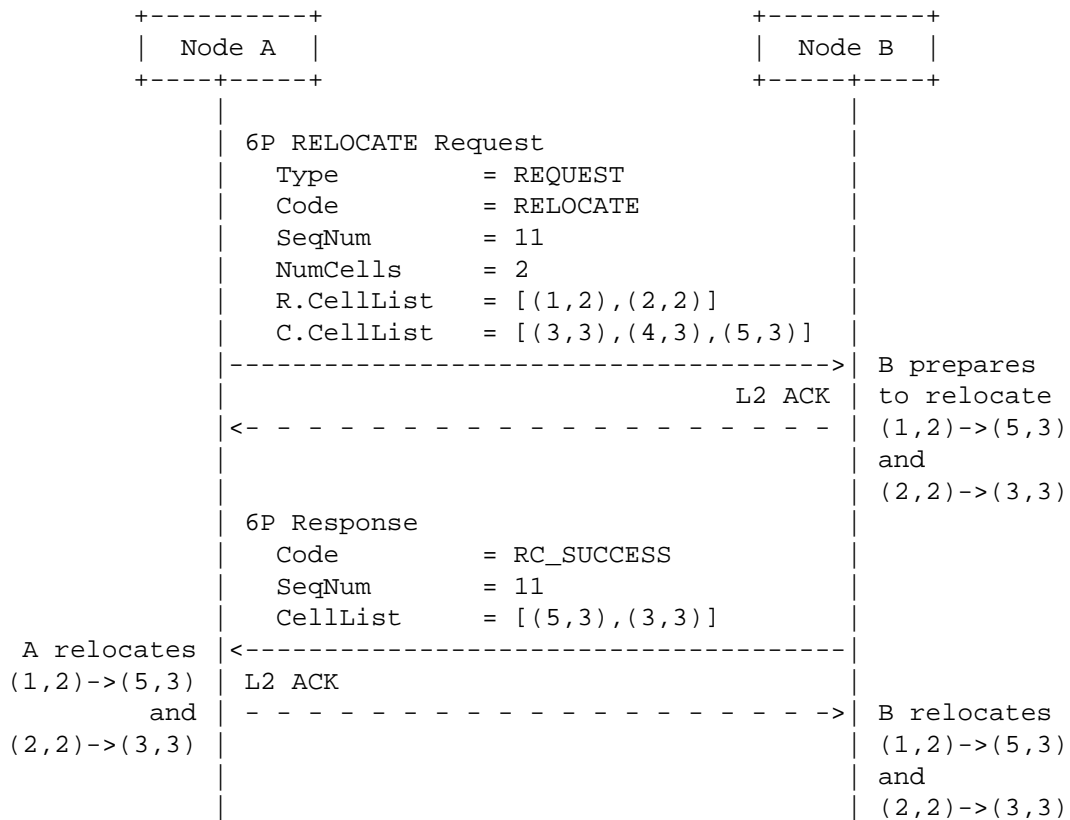 +----------+ +----------+
| Node A | | Node B |
+----+-----+ +-----+----+
| |
| 6P RELOCATE Request |
| Type = REQUEST |
| Code = RELOCATE |
| SeqNum = 11 |
| NumCells = 2 |
| R.CellList = [(1,2),(2,2)] |
| C.CellList = [(3,3),(4,3),(5,3)] |
|-------------------------------------->| B prepares
| L2 ACK | to relocate
|<- - - - - - - - - - - - - - - - - - - | (1,2)->(5,3)
| | and
| | (2,2)->(3,3)
| 6P Response |
| Code = RC_SUCCESS |
| SeqNum = 11 |
| CellList = [(5,3),(3,3)] |
A relocates |<--------------------------------------|
(1,2)->(5,3) | L2 ACK |
and | - - - - - - - - - - - - - - - - - - ->| B relocates
(2,2)->(3,3) | | (1,2)->(5,3)
| | and
| | (2,2)->(3,3)